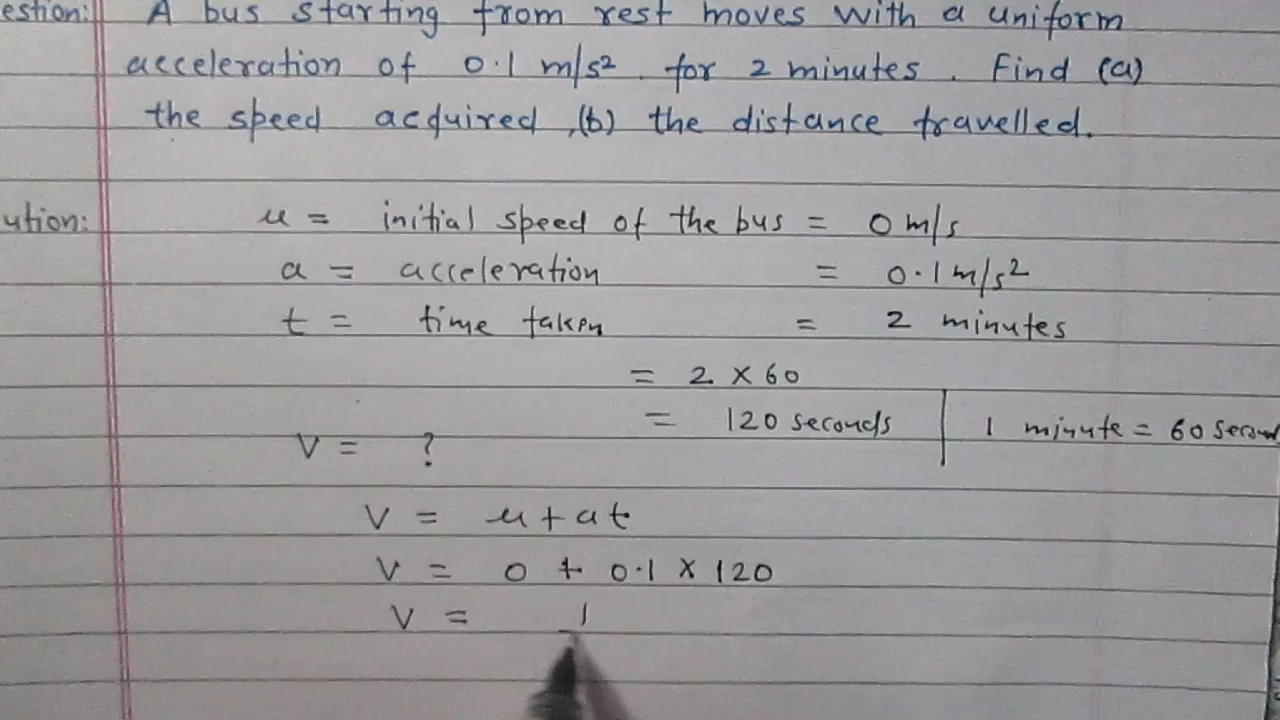 estion: A bus starting from rest moves with a uniform
acceleration of 0.1 m/s² for 2 minutes. Find (a)
the speed acquired, (b) the distance travelled.
ution: u = initial speed of the bus = 0 m/s
a = acceleration = 0.1 m/s²
t = time taken = 2 minutes
= 2 × 60
= 120 seconds | 1 minute = 60 second
V = ?
V = u + at
V = 0 + 0.1 × 120
V = 1